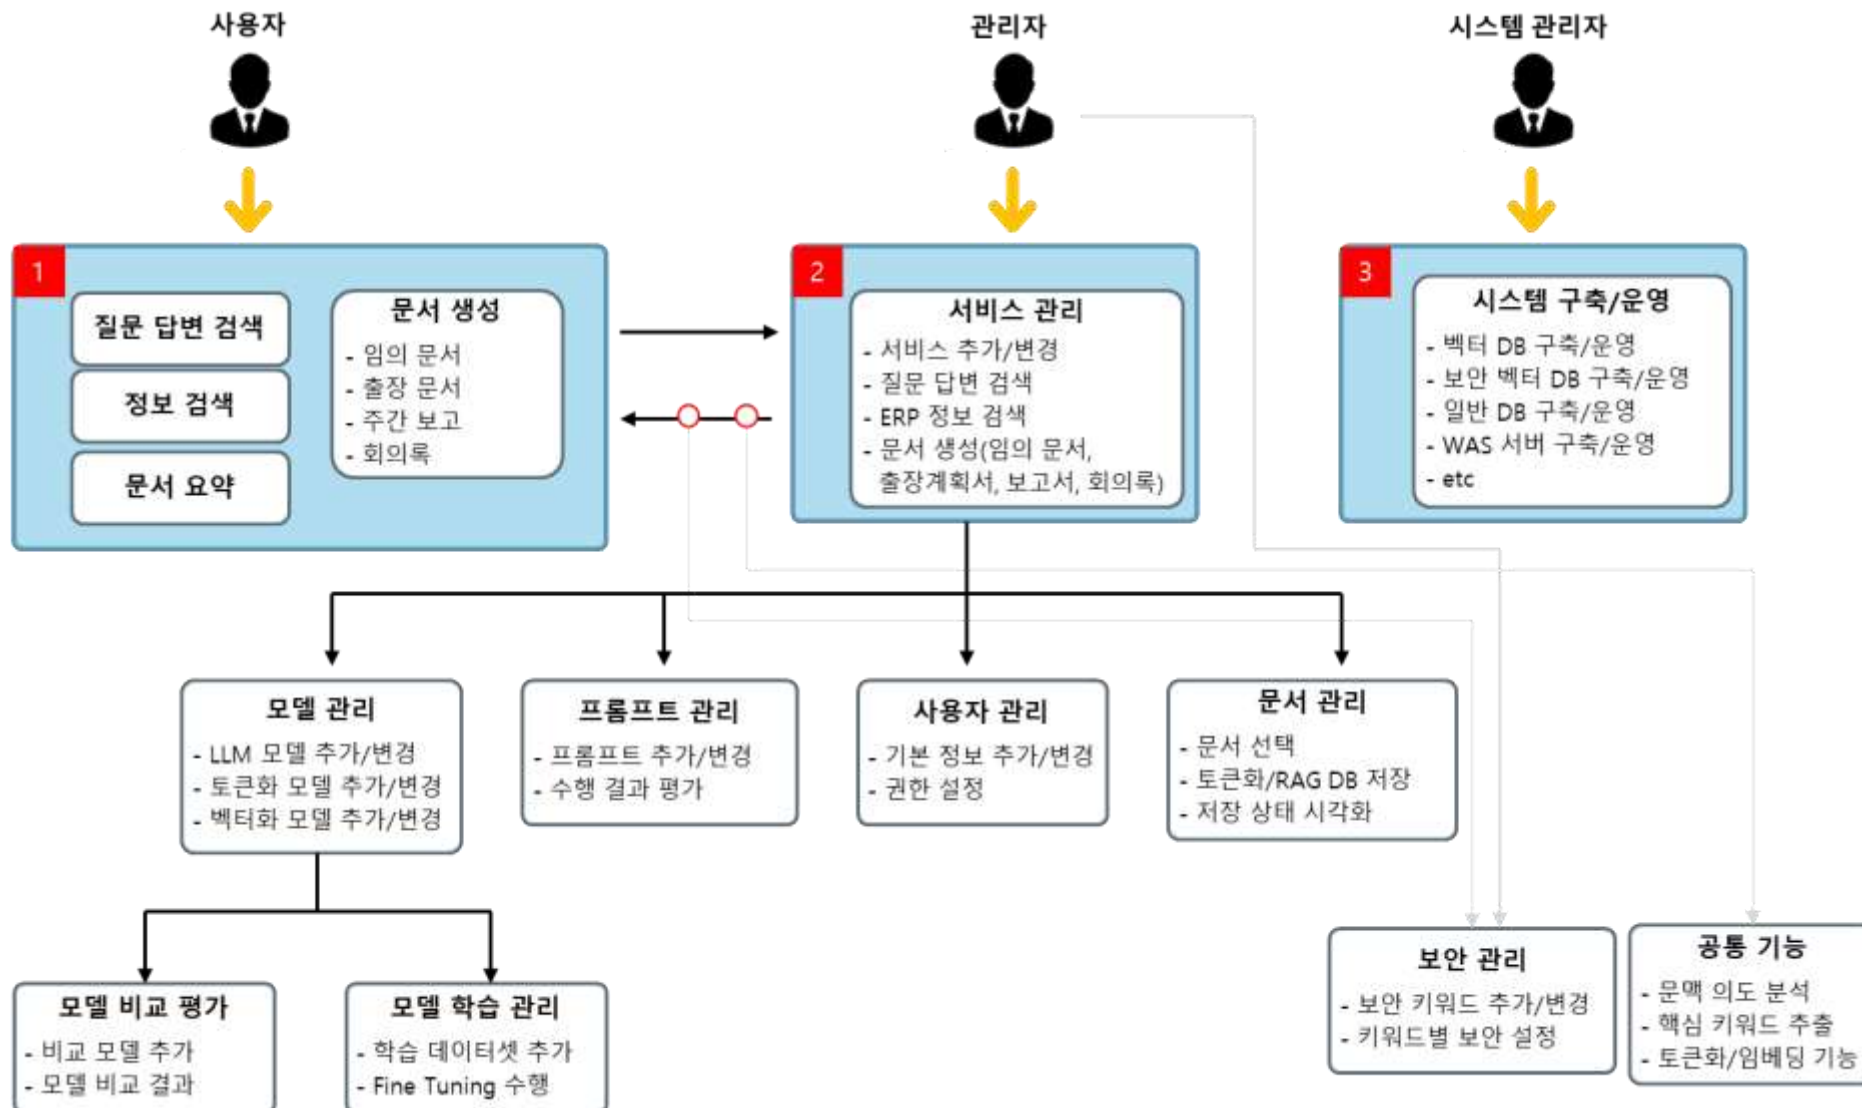 사용자
관리자
시스템 관리자
1
질문 답변 검색
정보 검색
문서 요약
문서 생성
- 임의 문서
- 출장 문서
- 주간 보고
- 회의록
2
서비스 관리
- 서비스 추가/변경
- 질문 답변 검색
- ERP 정보 검색
- 문서 생성(임의 문서,
출장계획서, 보고서, 회의록)
3
시스템 구축/운영
- 벡터 DB 구축/운영
- 보안 벡터 DB 구축/운영
- 일반 DB 구축/운영
- WAS 서버 구축/운영
- etc
모델 관리
- LLM 모델 추가/변경
- 토큰화 모델 추가/변경
- 벡터화 모델 추가/변경
프롬프트 관리
- 프롬프트 추가/변경
- 수행 결과 평가
사용자 관리
- 기본 정보 추가/변경
- 권한 설정
문서 관리
- 문서 선택
- 토큰화/RAG DB 저장
- 저장 상태 시각화
모델 비교 평가
- 비교 모델 추가
- 모델 비교 결과
모델 학습 관리
- 학습 데이터셋 추가
- Fine Tuning 수행
보안 관리
- 보안 키워드 추가/변경
- 키워드별 보안 설정
공통 기능
- 문맥 의도 분석
- 핵심 키워드 추출
- 토큰화/임베딩 기능